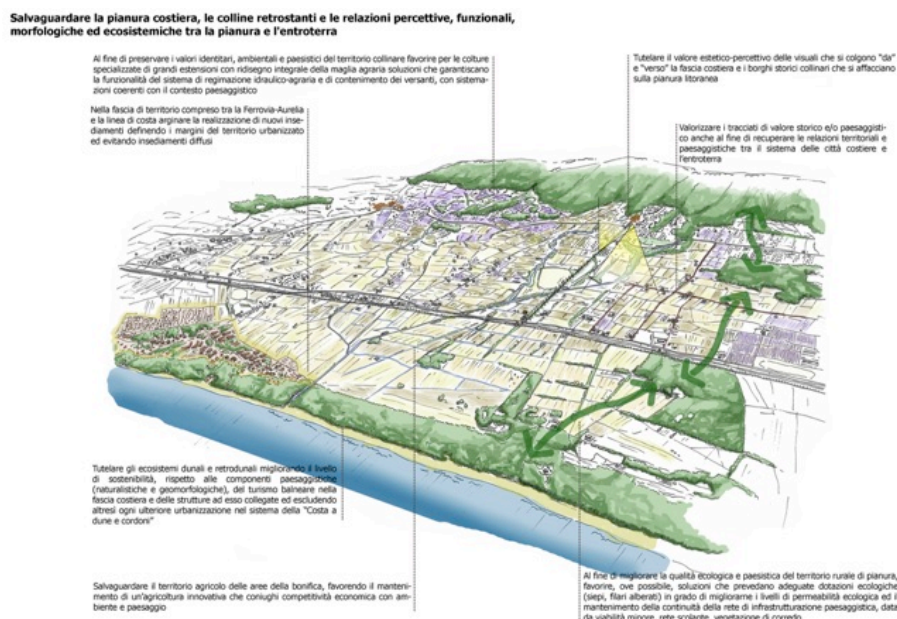 Salvaguardare la pianura costiera, le colline retrostanti e le relazioni percettive, funzionali,
morfologiche ed ecosistemiche tra la pianura e l'entroterra
Al fine di preservare i valori identitari, ambientali e paesistici del territorio collinare favorire per le colture
specializzate di grandi estensioni con ridisegno integrale della maglia agraria soluzioni che garantiscano
la funzionalità del sistema di regimazione idraulico-agraria e di contenimento dei versanti, con sistema-
zioni coerenti con il contesto paesaggistico
Nella fascia di territorio compreso tra la Ferrovia-Aurelia
e la linea di costa arginare la realizzazione di nuovi inse-
diamenti definendo i margini del territorio urbanizzato
ed evitando insediamenti diffusi
Tutelare il valore estetico-percettivo delle visuali che si colgono "da"
e "verso" la fascia costiera e i borghi storici collinari che si affacciano
sulla pianura litoranea
Valorizzare i tracciati di valore storico e/o paesaggisti-
co anche al fine di recuperare le relazioni territoriali e
paesaggistiche tra il sistema delle città costiere e
l'entroterra
Tutelare gli ecosistemi dunali e retrodunali migliorando il livello
di sostenibilità, rispetto alle componenti paesaggistiche
(naturalistiche e geomorfologiche), del turismo balneare nella
fascia costiera e delle strutture ad esso collegate ed escludendo
altresì ogni ulteriore urbanizzazione nel sistema della "Costa a
dune e cordoni"
Salvaguardare il territorio agricolo delle aree della bonifica, favorendo il manteni-
mento di un'agricoltura innovativa che coniughi competitività economica con am-
biente e paesaggio
Al fine di migliorare la qualità ecologica e paesistica del territorio rurale di pianura,
favorire, ove possibile, soluzioni che prevedano adeguate dotazioni ecologiche
(siepi, filari alberati) in grado di migliorarne i livelli di permeabilità ecologica ed il
mantenimento della continuità della rete di infrastrutturazione paesaggistica, data
da viabilità minore, rete scolante, vegetazione di corredo